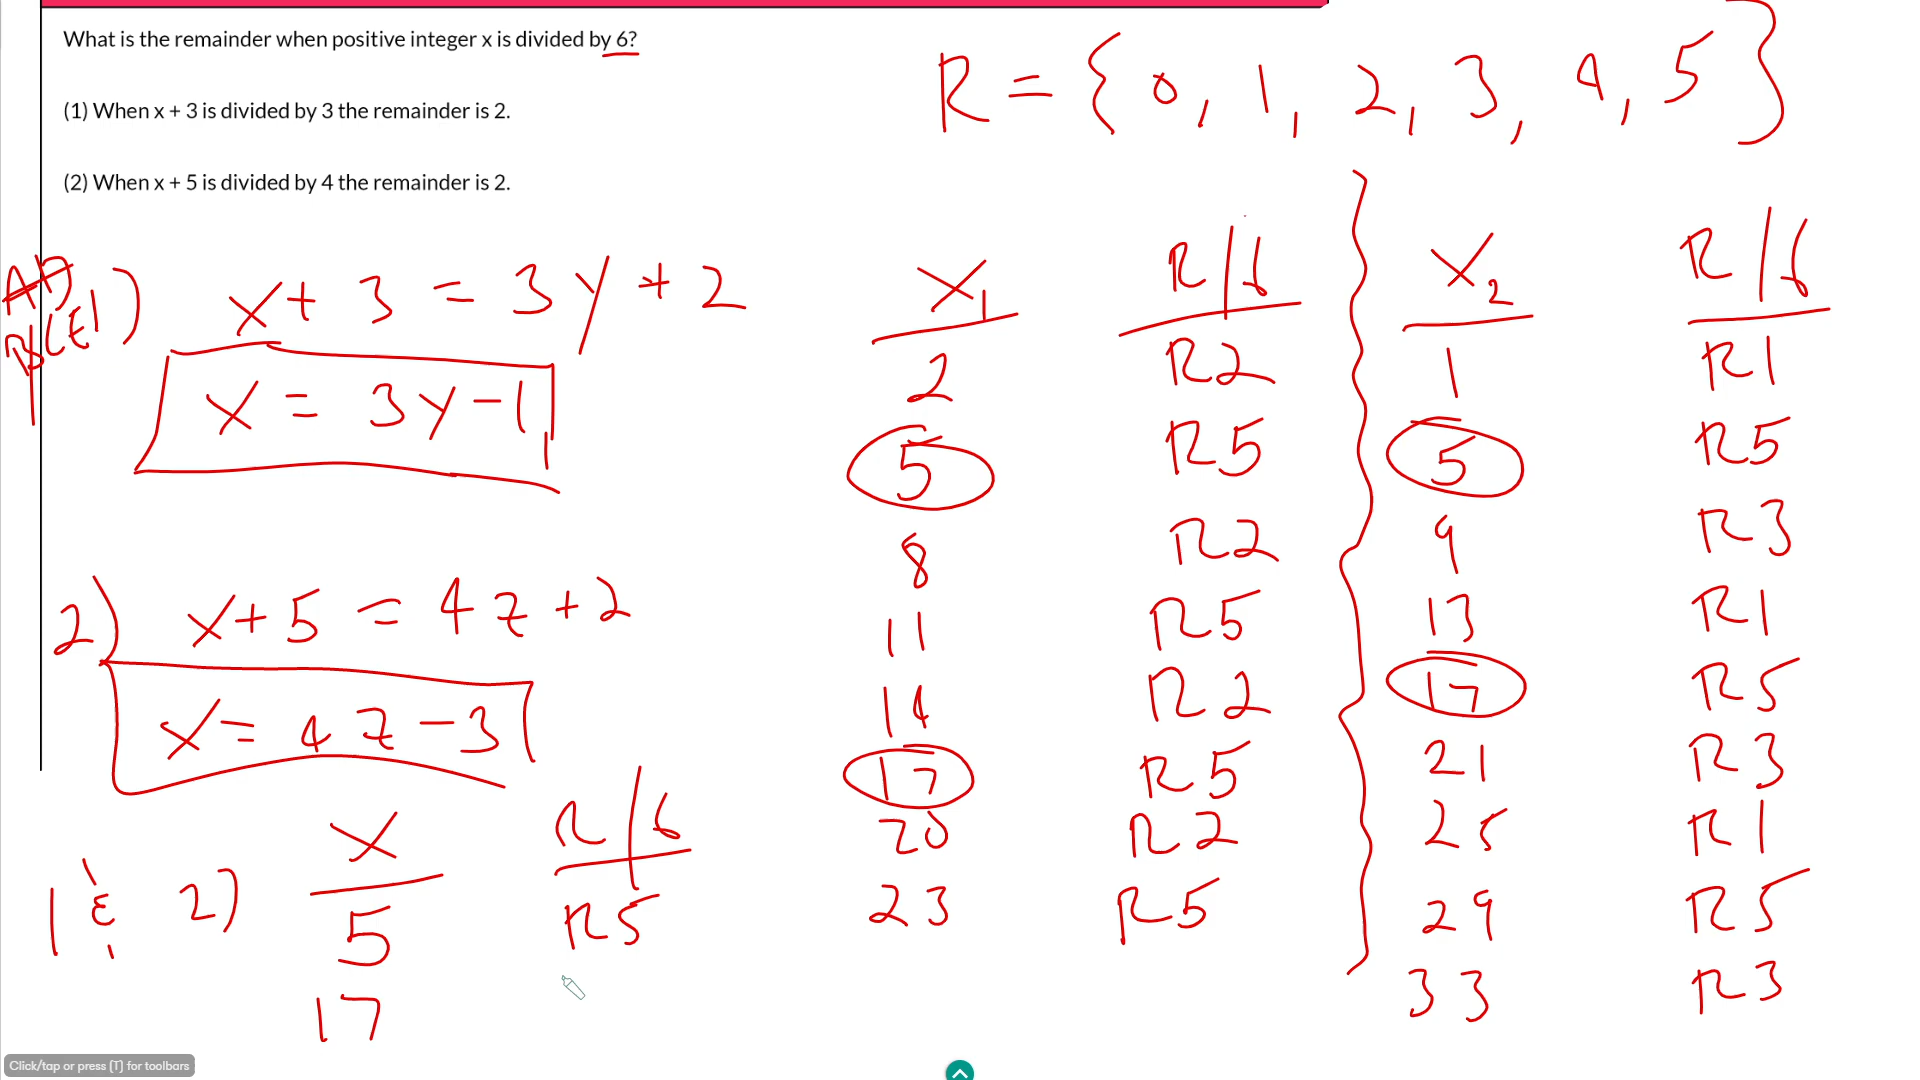 What is the remainder when positive integer x is divided by 6?
(1) When x + 3 is divided by 3 the remainder is 2.
(2) When x + 5 is divided by 4 the remainder is 2.
R = { 0, 1, 2, 3, 4, 5 }
AD
BCE
1) x + 3 = 3y + 2
x = 3y - 1
2) x + 5 = 4z + 2
x = 4z - 3
1 & 2) x R/6
5 R5
17
x1 R/6
2 R2
5 R5
8 R2
11 R5
14 R2
17 R5
20 R2
23 R5
x2 R/6
1 R1
5 R5
9 R3
13 R1
17 R5
21 R3
25 R1
29 R5
33 R3
Click/tap or press (T) for toolbars